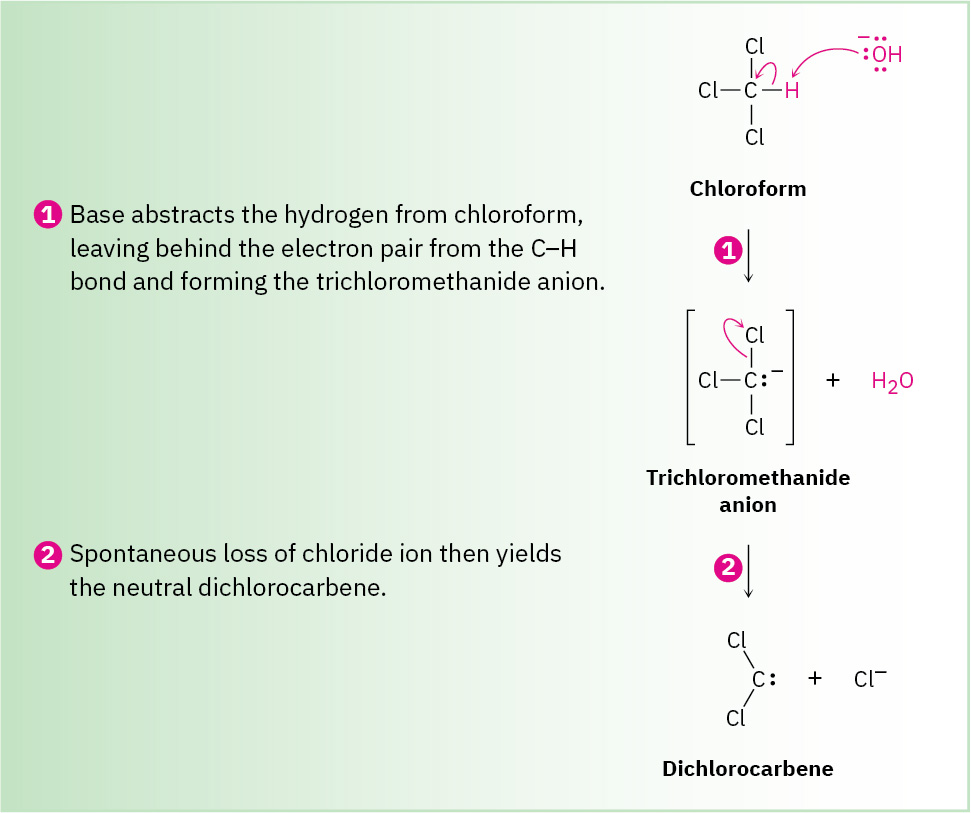 Cl
− :OH
Cl—C—H
Cl
Chloroform
1 Base abstracts the hydrogen from chloroform,
leaving behind the electron pair from the C–H
bond and forming the trichloromethanide anion.
1
Cl
Cl—C:− + H₂O
Cl
Trichloromethanide
anion
2 Spontaneous loss of chloride ion then yields
the neutral dichlorocarbene.
2
Cl
C: + Cl−
Cl
Dichlorocarbene